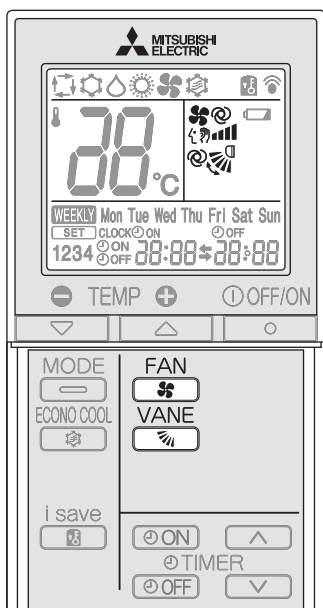 MITSUBISHI
ELECTRIC
88°C
WEEKLY Mon Tue Wed Thu Fri Sat Sun
SET CLOCK ON OFF
1234 ON OFF 88:88 88:88
TEMP OFF/ON
MODE FAN
ECONO COOL VANE
i save
ON
TIMER
OFF